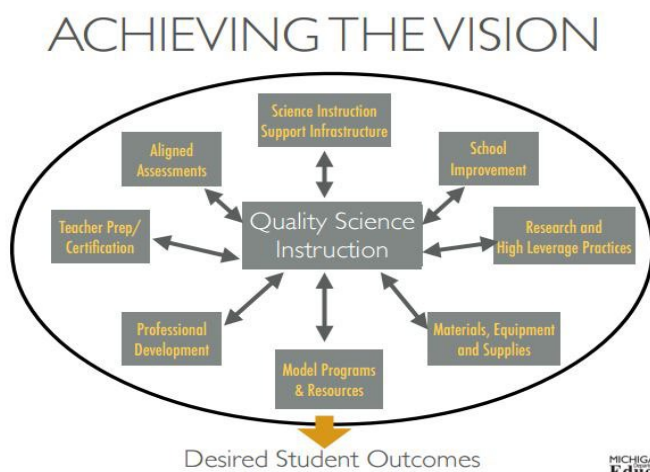 ACHIEVING THE VISION
Science Instruction
Support Infrastructure
Aligned
Assessments
School
Improvement
Teacher Prep/
Certification
Quality Science
Instruction
Research and
High Leverage Practices
Professional
Development
Materials, Equipment
and Supplies
Model Programs
& Resources
Desired Student Outcomes